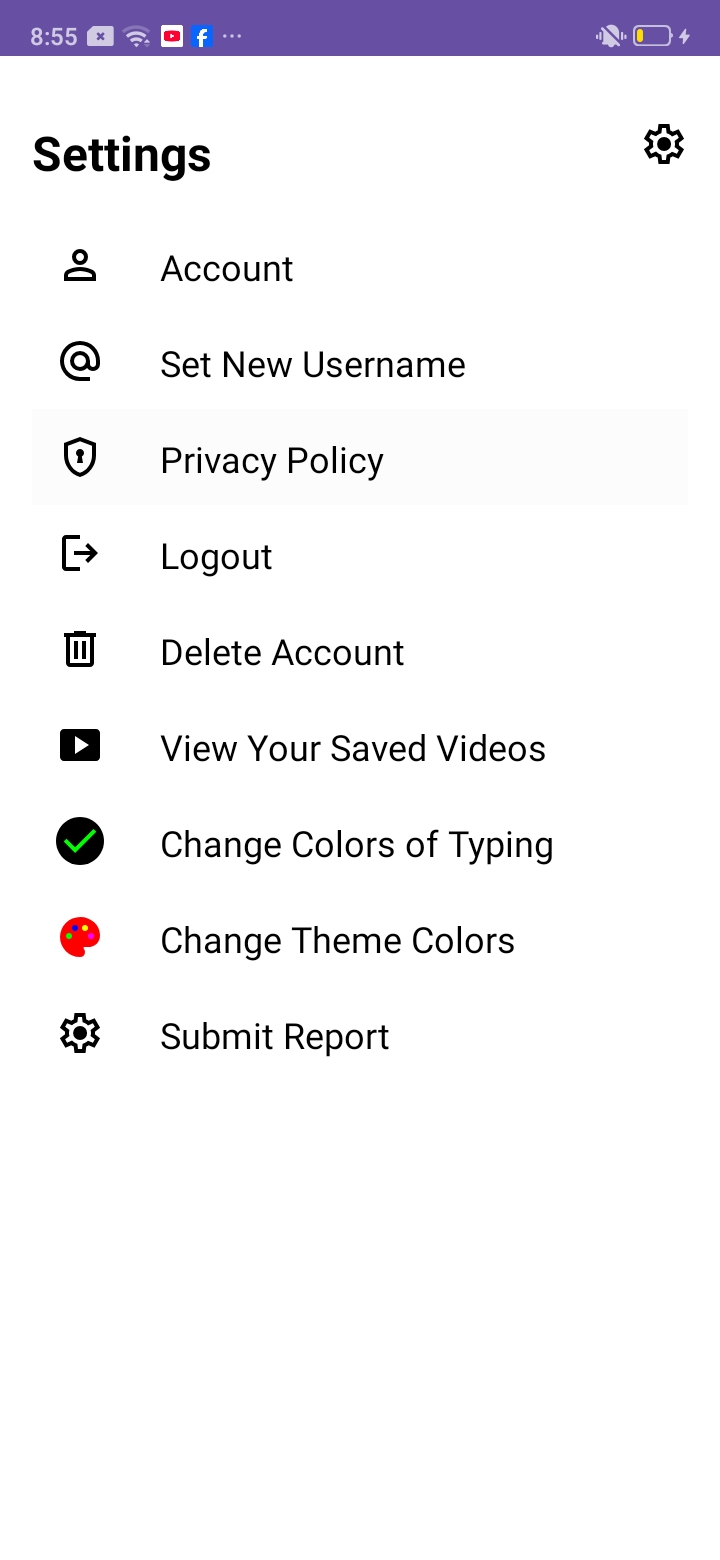 8:55
Settings
Account
Set New Username
Privacy Policy
Logout
Delete Account
View Your Saved Videos
Change Colors of Typing
Change Theme Colors
Submit Report